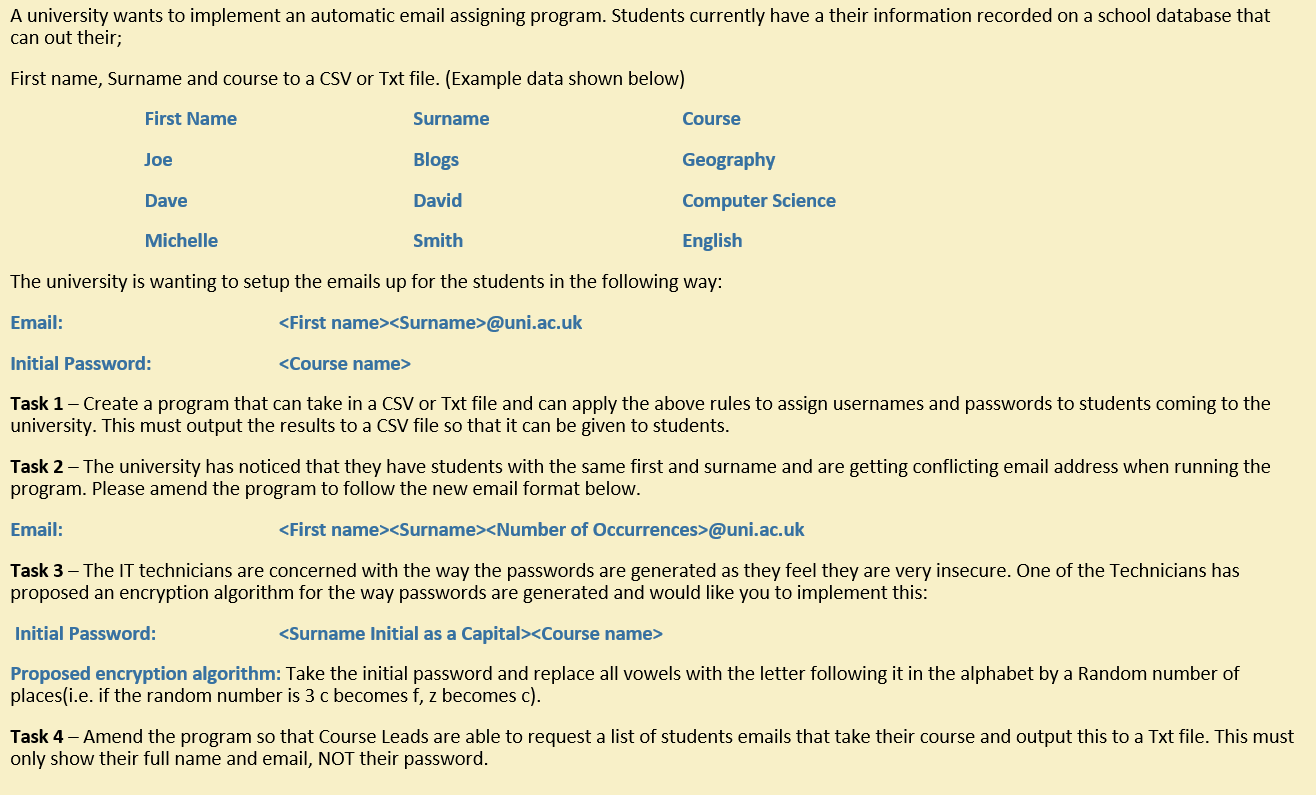 A university wants to implement an automatic email assigning program. Students currently have a their information recorded on a school database that
can out their;
First name, Surname and course to a CSV or Txt file. (Example data shown below)
First Name Surname Course
Joe Blogs Geography
Dave David Computer Science
Michelle Smith English
The university is wanting to setup the emails up for the students in the following way:
Email: <First name><Surname>@uni.ac.uk
Initial Password: <Course name>
Task 1 – Create a program that can take in a CSV or Txt file and can apply the above rules to assign usernames and passwords to students coming to the
university. This must output the results to a CSV file so that it can be given to students.
Task 2 – The university has noticed that they have students with the same first and surname and are getting conflicting email address when running the
program. Please amend the program to follow the new email format below.
Email: <First name><Surname><Number of Occurrences>@uni.ac.uk
Task 3 – The IT technicians are concerned with the way the passwords are generated as they feel they are very insecure. One of the Technicians has
proposed an encryption algorithm for the way passwords are generated and would like you to implement this:
Initial Password: <Surname Initial as a Capital><Course name>
Proposed encryption algorithm: Take the initial password and replace all vowels with the letter following it in the alphabet by a Random number of
places(i.e. if the random number is 3 c becomes f, z becomes c).
Task 4 – Amend the program so that Course Leads are able to request a list of students emails that take their course and output this to a Txt file. This must
only show their full name and email, NOT their password.